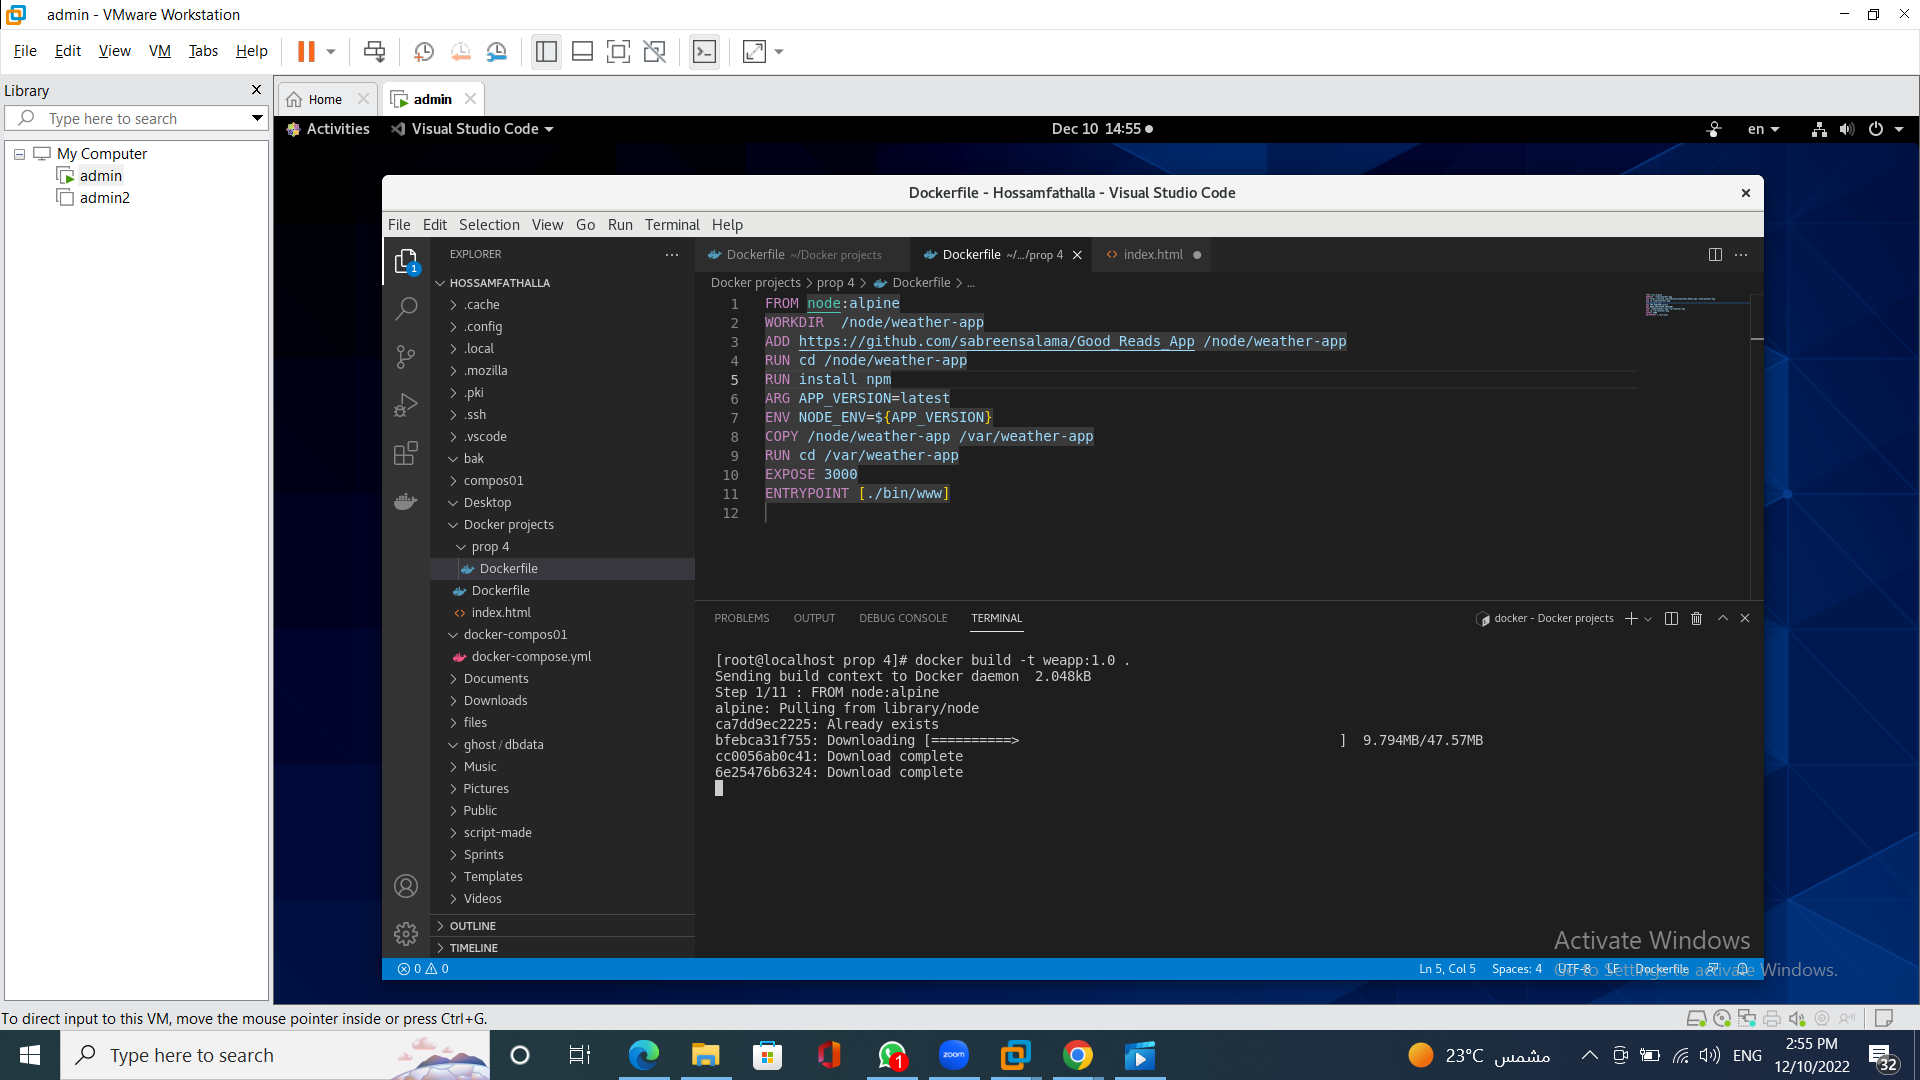 admin - VMware Workstation
File Edit View VM Tabs Help
Library
Type here to search
My Computer
admin
admin2
Home
admin
Activities Visual Studio Code Dec 10 14:55 en
Dockerfile - Hossamfathalla - Visual Studio Code
File Edit Selection View Go Run Terminal Help
1
EXPLORER
HOSSAMFATHALLA
.cache
.config
.local
.mozilla
.pki
.ssh
.vscode
bak
compos01
Desktop
Docker projects
prop 4
Dockerfile
Dockerfile
index.html
docker-compos01
docker-compose.yml
Documents
Downloads
files
ghost / dbdata
Music
Pictures
Public
script-made
Sprints
Templates
Videos
OUTLINE
TIMELINE
Dockerfile ~/Docker projects Dockerfile ~/.../prop 4 index.html
Docker projects > prop 4 > Dockerfile > ...
1 FROM node:alpine
2 WORKDIR  /node/weather-app
3 ADD https://github.com/sabreensalama/Good_Reads_App /node/weather-app
4 RUN cd /node/weather-app
5 RUN install npm
6 ARG APP_VERSION=latest
7 ENV NODE_ENV=${APP_VERSION}
8 COPY /node/weather-app /var/weather-app
9 RUN cd /var/weather-app
10 EXPOSE 3000
11 ENTRYPOINT [./bin/www]
12
PROBLEMS OUTPUT DEBUG CONSOLE TERMINAL docker - Docker projects
[root@localhost prop 4]# docker build -t weapp:1.0 .
Sending build context to Docker daemon  2.048kB
Step 1/11 : FROM node:alpine
alpine: Pulling from library/node
ca7dd9ec2225: Already exists
bfebca31f755: Downloading [==========>                                        ]  9.794MB/47.57MB
cc0056ab0c41: Download complete
6e25476b6324: Download complete
Activate Windows
Go to Settings to activate Windows.
0 0 Ln 5, Col 5 Spaces: 4 UTF-8 LF Dockerfile
To direct input to this VM, move the mouse pointer inside or press Ctrl+G.
Type here to search
1
zoom
23°C مشمس
ENG
2:55 PM
12/10/2022
32